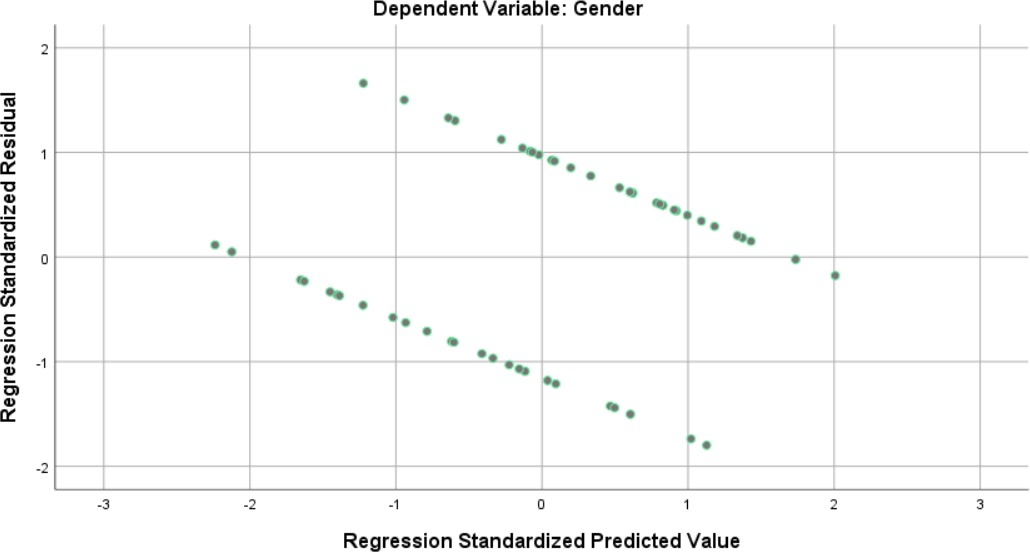 Dependent Variable: Gender
Regression Standardized Residual
2
1
0
-1
-2
-3 -2 -1 0 1 2 3
Regression Standardized Predicted Value